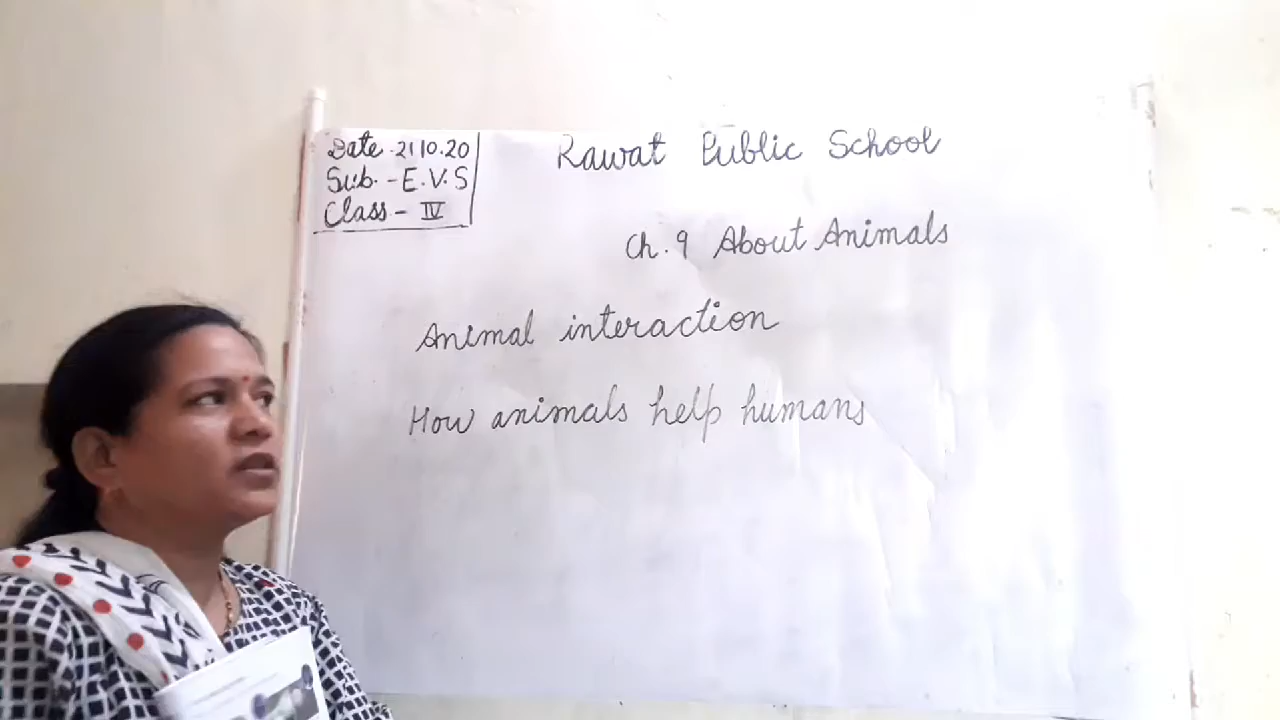 Date - 21.10.20
Sub. - E.V.S
Class - IV
Rawat Public School
Ch. 9 About Animals
Animal interaction
How animals help humans